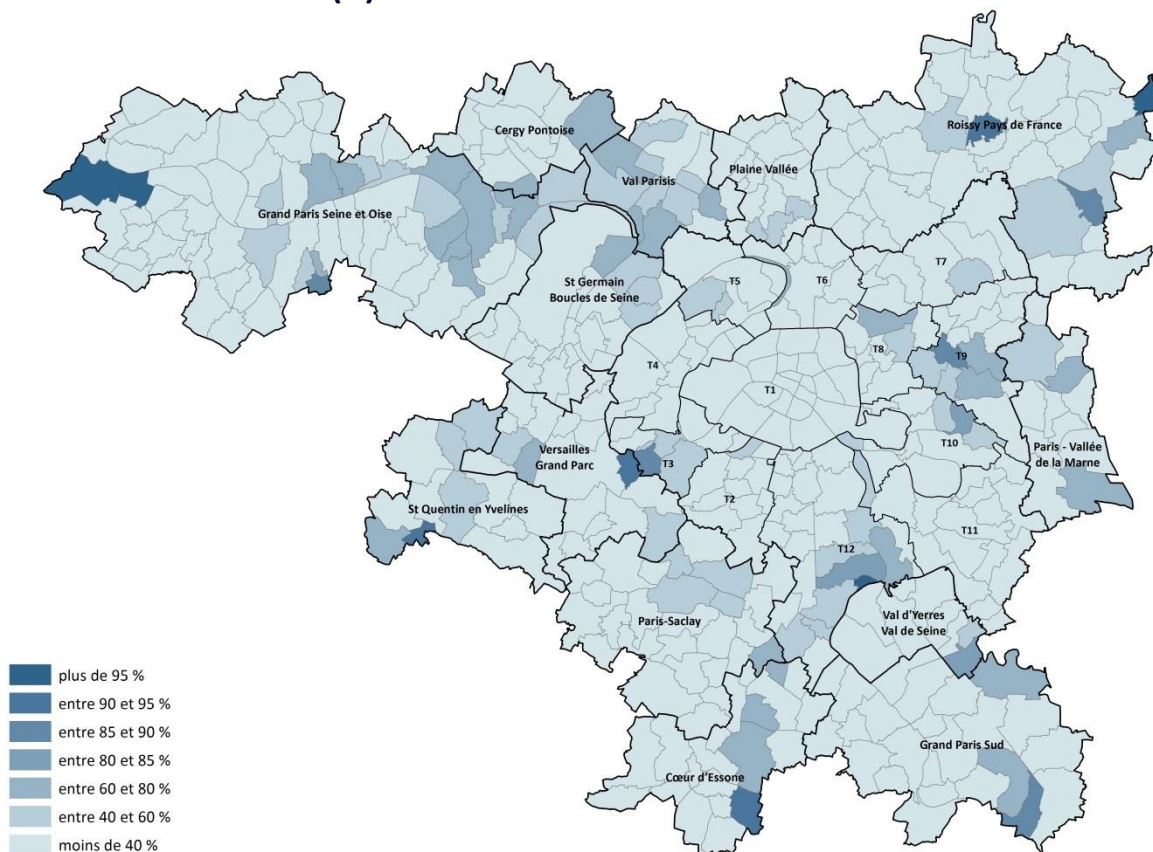 Cergy Pontoise
Roissy Pays de France
Val Parisis
Plaine Vallée
Grand Paris Seine et Oise
T7
St Germain
Boucles de Seine
T5
T6
T8
T9
T4
T1
Versailles
Grand Parc
T3
T10
Paris - Vallée
de la Marne
T2
St Quentin en Yvelines
T11
T12
Val d'Yerres
Val de Seine
Paris-Saclay
Grand Paris Sud
Cœur d'Essone
plus de 95 %
entre 90 et 95 %
entre 85 et 90 %
entre 80 et 85 %
entre 60 et 80 %
entre 40 et 60 %
moins de 40 %